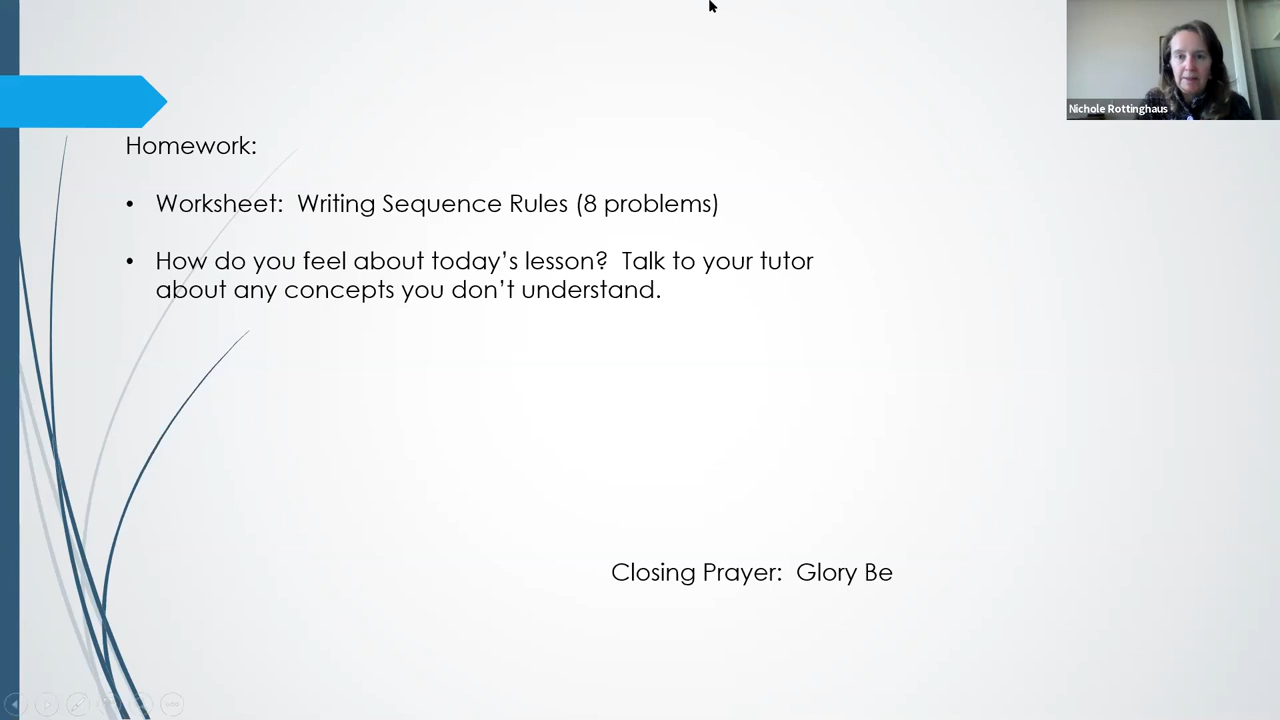 Nichole Rottinghaus
Homework:
• Worksheet: Writing Sequence Rules (8 problems)
• How do you feel about today's lesson? Talk to your tutor
about any concepts you don't understand.
Closing Prayer: Glory Be